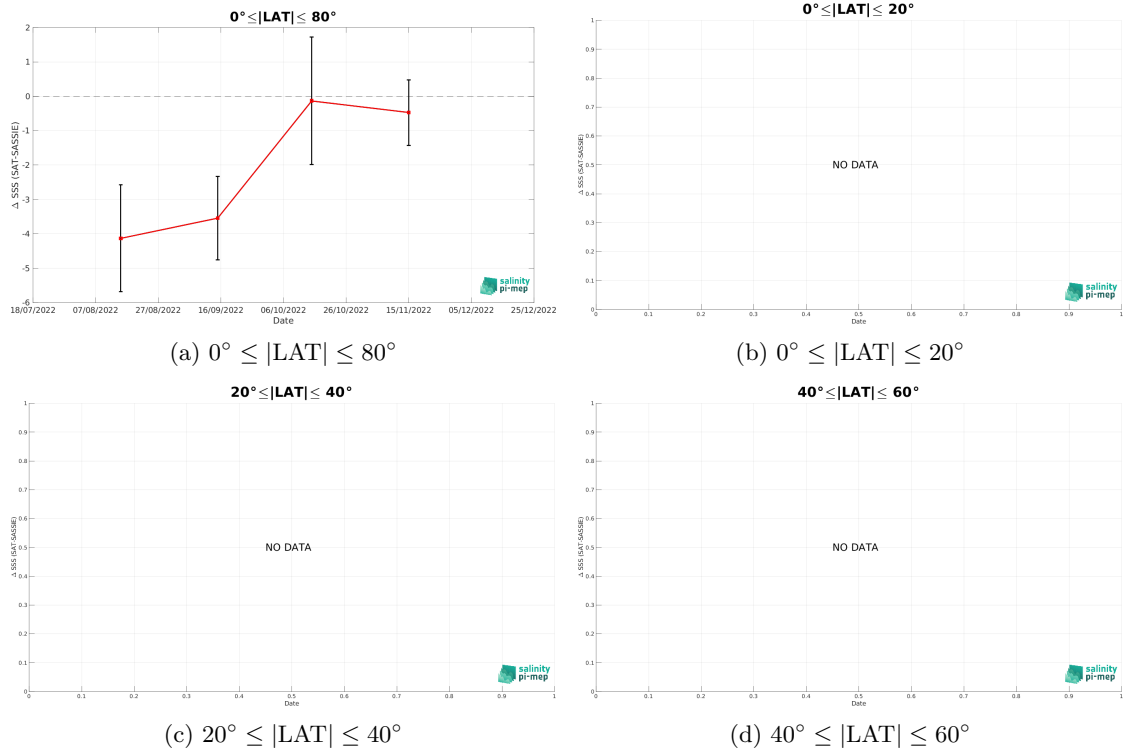 0°≤|LAT|≤ 80°
2
1
0
-1
-2
-3
-4
-5
-6
Δ SSS (SAT-SASSIE)
18/07/2022 07/08/2022 27/08/2022 16/09/2022 06/10/2022 26/10/2022 15/11/2022 05/12/2022 25/12/2022
Date
salinity
pi-mep
(a) 0° ≤ |LAT| ≤ 80°
0°≤|LAT|≤ 20°
1
0.9
0.8
0.7
0.6
0.5
0.4
0.3
0.2
0.1
0
Δ SSS (SAT-SASSIE)
NO DATA
0 0.1 0.2 0.3 0.4 0.5 0.6 0.7 0.8 0.9 1
Date
salinity
pi-mep
(b) 0° ≤ |LAT| ≤ 20°
20°≤|LAT|≤ 40°
1
0.9
0.8
0.7
0.6
0.5
0.4
0.3
0.2
0.1
0
Δ SSS (SAT-SASSIE)
NO DATA
0 0.1 0.2 0.3 0.4 0.5 0.6 0.7 0.8 0.9 1
Date
salinity
pi-mep
(c) 20° ≤ |LAT| ≤ 40°
40°≤|LAT|≤ 60°
1
0.9
0.8
0.7
0.6
0.5
0.4
0.3
0.2
0.1
0
Δ SSS (SAT-SASSIE)
NO DATA
0 0.1 0.2 0.3 0.4 0.5 0.6 0.7 0.8 0.9 1
Date
salinity
pi-mep
(d) 40° ≤ |LAT| ≤ 60°